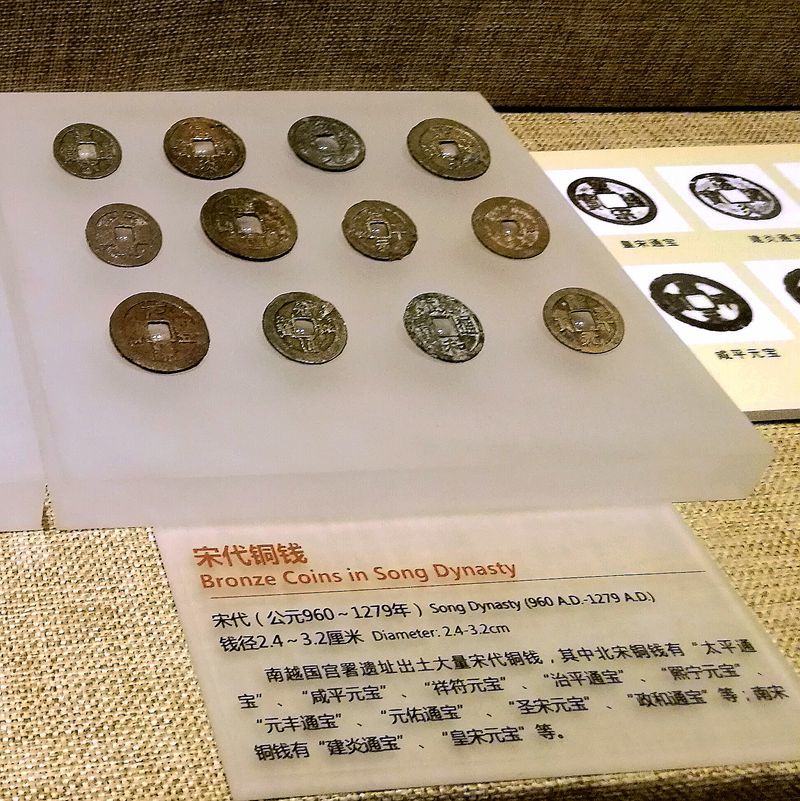 皇宋通宝
建炎通宝
咸平元宝
宋代铜钱
Bronze Coins in Song Dynasty
宋代（公元960～1279年）Song Dynasty (960 A.D.-1279 A.D.)
钱径2.4～3.2厘米 Diameter: 2.4-3.2cm
南越国官署遗址出土大量宋代铜钱，其中北宋铜钱有“太平通
宝”、“咸平元宝”、“祥符元宝”、“治平通宝”、“熙宁元宝”、
“元丰通宝”、“元佑通宝”、“圣宋元宝”、“政和通宝”等，南宋
铜钱有“建炎通宝”、“皇宋元宝”等。